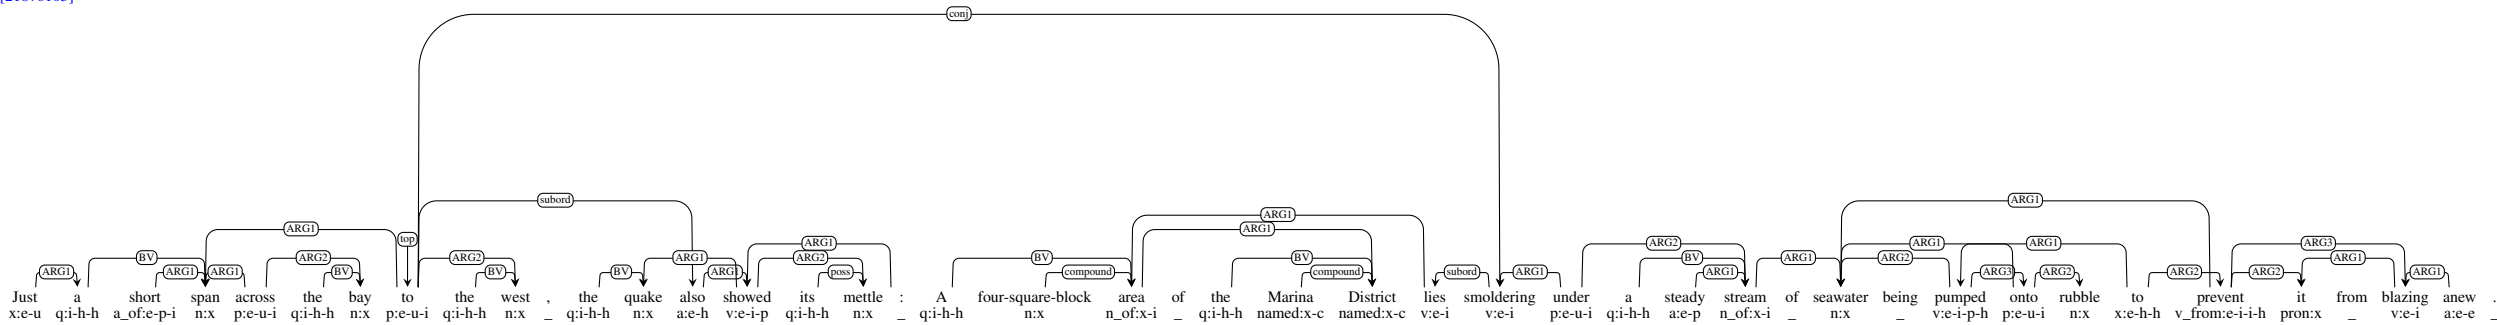 conj
subord
ARG1 ARG1
ARG1 top ARG1
ARG1 ARG2 ARG1 ARG1 ARG3
BV ARG2 ARG2 ARG1 ARG2 BV BV BV ARG1 ARG2 ARG1
ARG1 ARG1 ARG1 BV BV BV ARG1 poss compound compound subord ARG1 ARG1 ARG3 ARG2 ARG2 ARG2 ARG1
Just a short span across the bay to the west , the quake also showed its mettle : A four-square-block area of the Marina District lies smoldering under a steady stream of seawater being pumped onto rubble to prevent it from blazing anew .
x:e-u q:i-h-h a_of:e-p-i n:x p:e-u-i q:i-h-h n:x p:e-u-i q:i-h-h n:x _ q:i-h-h n:x a:e-h v:e-i-p q:i-h-h n:x _ q:i-h-h n:x n_of:x-i _ q:i-h-h named:x-c named:x-c v:e-i v:e-i p:e-u-i q:i-h-h a:e-p n_of:x-i _ n:x _ v:e-i-p-h p:e-u-i n:x x:e-h-h v_from:e-i-i-h pron:x _ v:e-i a:e-e _